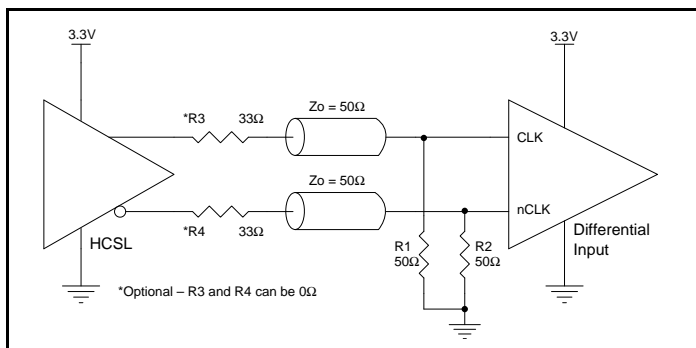 3.3V
3.3V
*R3 33Ω
Zo = 50Ω
CLK
Zo = 50Ω
nCLK
*R4 33Ω
HCSL
R1
50Ω
R2
50Ω
Differential
Input
*Optional – R3 and R4 can be 0Ω